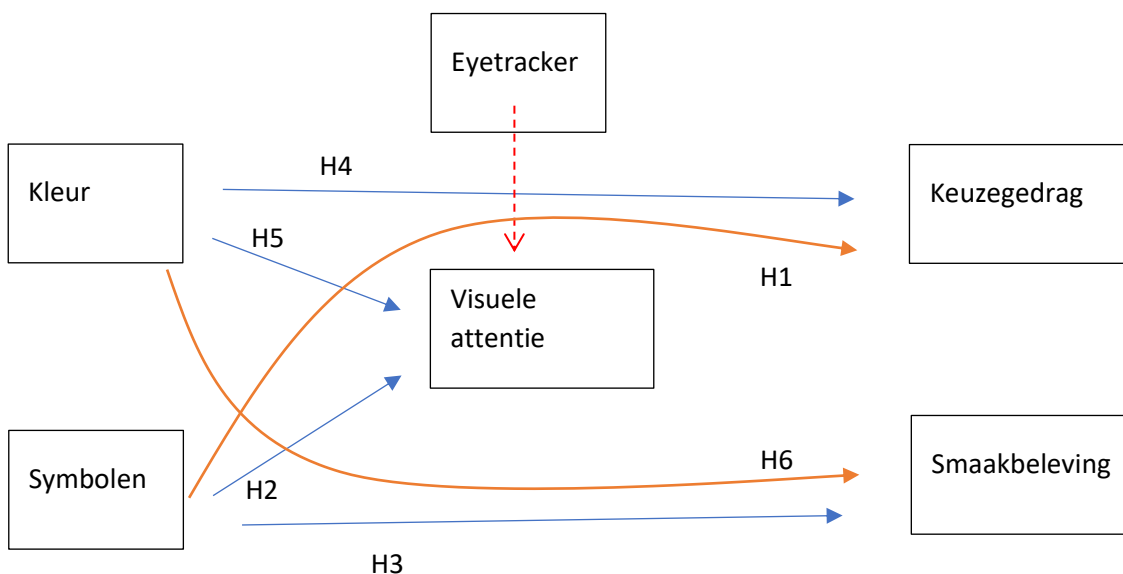 Eyetracker
H4
Kleur
Keuzegedrag
H5
H1
Visuele
attentie
H6
Symbolen
Smaakbeleving
H2
H3